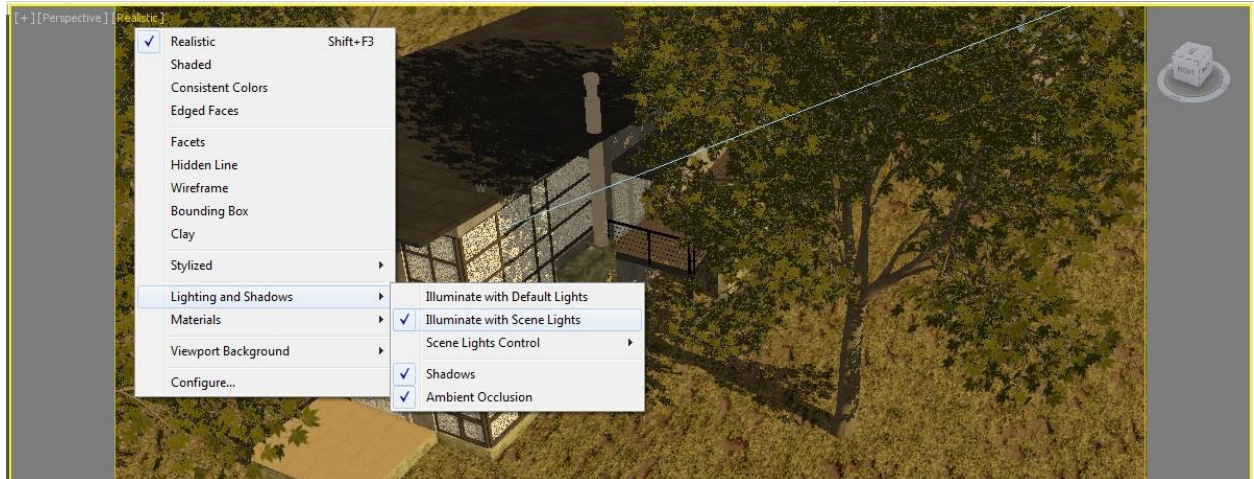 [+][Perspective][Realistic]
Realistic Shift+F3
Shaded
Consistent Colors
Edged Faces
Facets
Hidden Line
Wireframe
Bounding Box
Clay
Stylized
Lighting and Shadows
Materials
Viewport Background
Configure...
Illuminate with Default Lights
Illuminate with Scene Lights
Scene Lights Control
Shadows
Ambient Occlusion
W
RIGHT